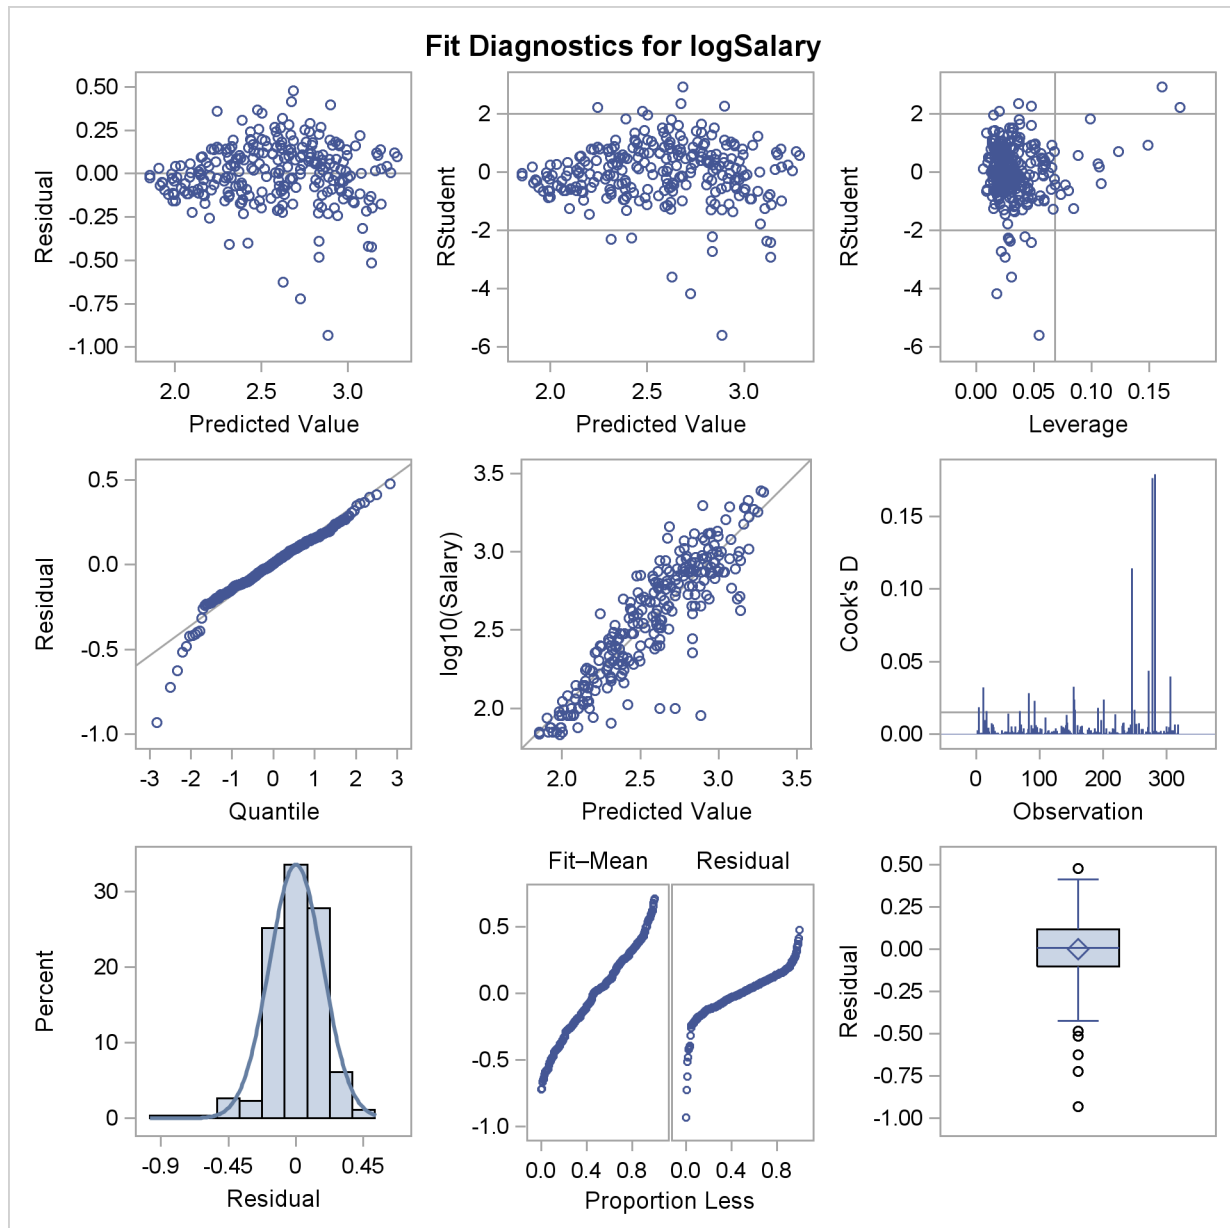 Fit Diagnostics for logSalary
0.50
0.25
0.00
-0.25
-0.50
-0.75
-1.00
Residual
2.0 2.5 3.0
Predicted Value
2
0
-2
-4
-6
RStudent
2.0 2.5 3.0
Predicted Value
2
0
-2
-4
-6
RStudent
0.00 0.05 0.10 0.15
Leverage
0.5
0.0
-0.5
-1.0
Residual
-3 -2 -1 0 1 2 3
Quantile
3.5
3.0
2.5
2.0
log10(Salary)
2.0 2.5 3.0 3.5
Predicted Value
0.15
0.10
0.05
0.00
Cook's D
0 100 200 300
Observation
30
20
10
0
Percent
-0.9 -0.45 0 0.45
Residual
Fit–Mean Residual
0.5
0.0
-0.5
-1.0
0.0 0.4 0.8 0.0 0.4 0.8
Proportion Less
0.50
0.25
0.00
-0.25
-0.50
-0.75
-1.00
Residual